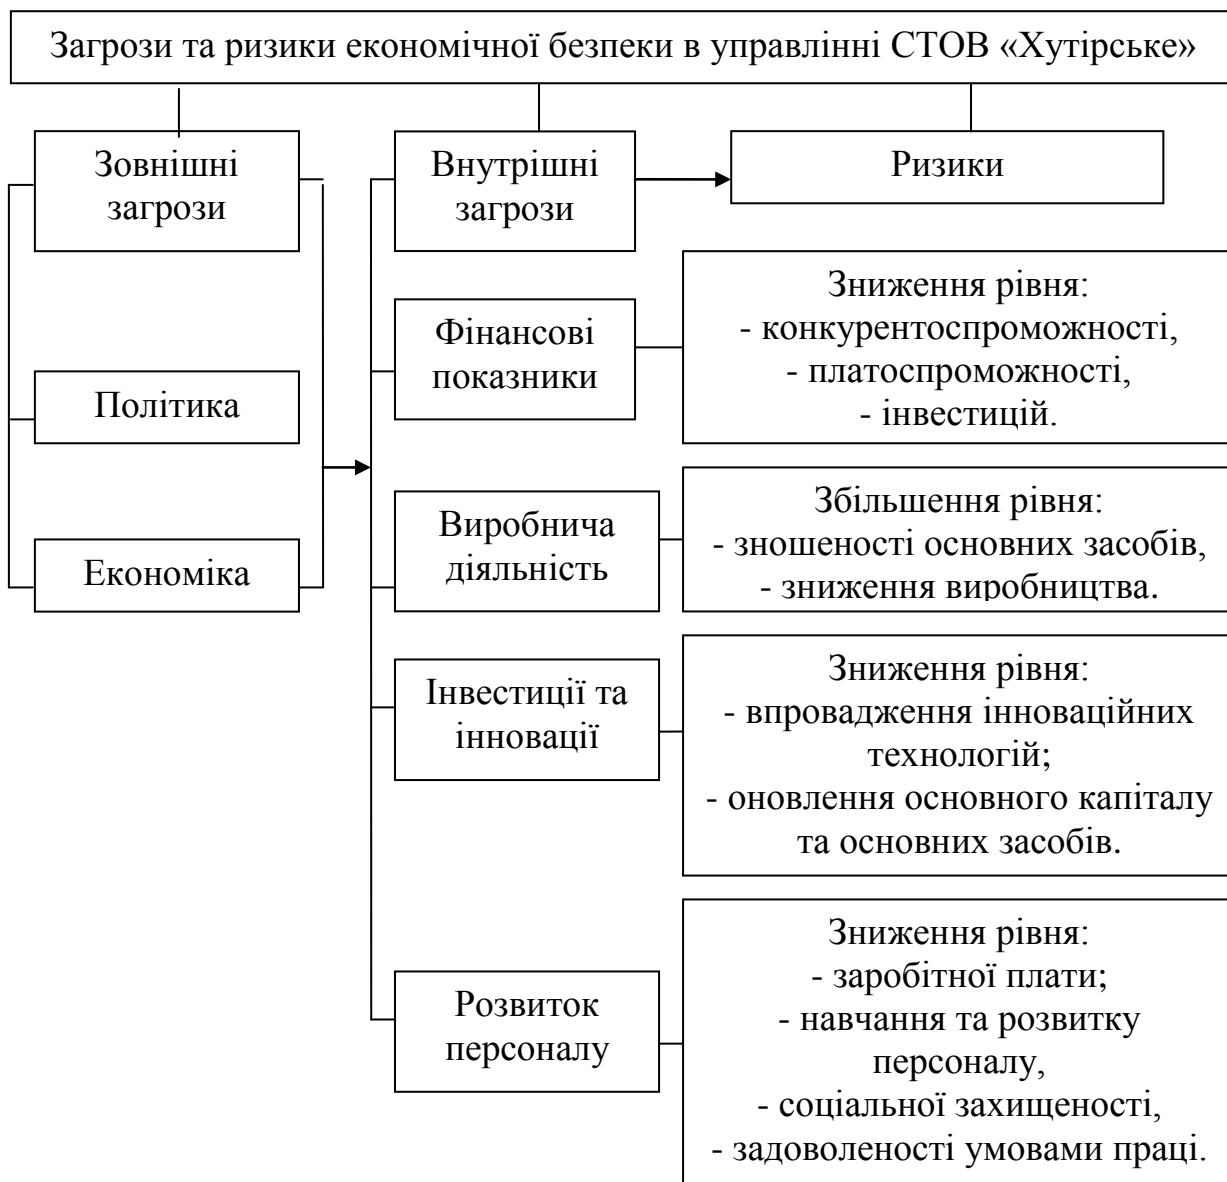 Загрози та ризики економічної безпеки в управлінні СТОВ «Хутірське»
Зовнішні
загрози
Внутрішні
загрози
Ризики
Фінансові
показники
Зниження рівня:
- конкурентоспроможності,
- платоспроможності,
- інвестицій.
Політика
Економіка
Виробнича
діяльність
Збільшення рівня:
- зношеності основних засобів,
- зниження виробництва.
Інвестиції та
інновації
Зниження рівня:
- впровадження інноваційних
технологій;
- оновлення основного капіталу
та основних засобів.
Розвиток
персоналу
Зниження рівня:
- заробітної плати;
- навчання та розвитку
персоналу,
- соціальної захищеності,
- задоволеності умовами праці.